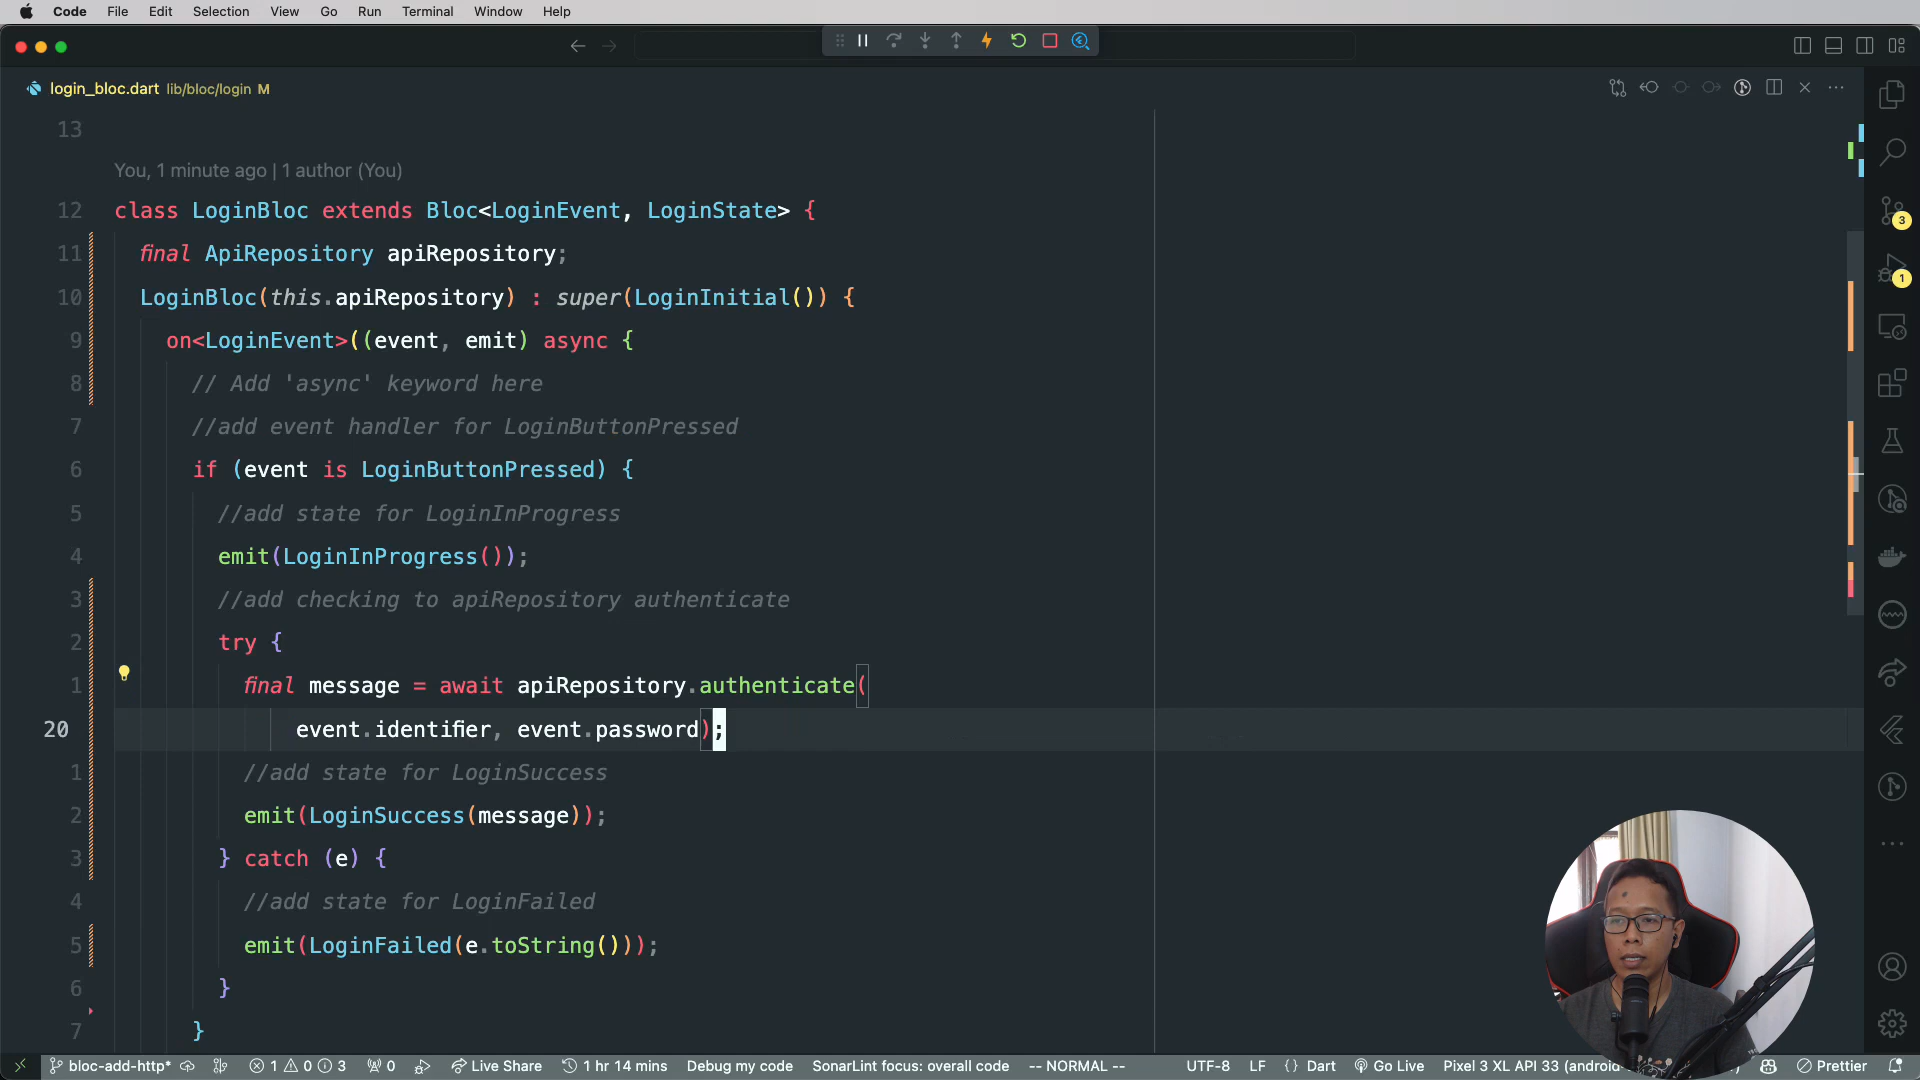 Code File Edit Selection View Go Run Terminal Window Help
login_bloc.dart lib/bloc/login M
13
You, 1 minute ago | 1 author (You)
12 class LoginBloc extends Bloc<LoginEvent, LoginState> {
11 final ApiRepository apiRepository;
10 LoginBloc(this.apiRepository) : super(LoginInitial()) {
9 on<LoginEvent>((event, emit) async {
8 // Add 'async' keyword here
7 //add event handler for LoginButtonPressed
6 if (event is LoginButtonPressed) {
5 //add state for LoginInProgress
4 emit(LoginInProgress());
3 //add checking to apiRepository authenticate
2 try {
1 final message = await apiRepository.authenticate(
20 event.identifier, event.password);
1 //add state for LoginSuccess
2 emit(LoginSuccess(message));
3 } catch (e) {
4 //add state for LoginFailed
5 emit(LoginFailed(e.toString()));
6 }
7 }
3
1
bloc-add-http* 1 0 3 0 Live Share 1 hr 14 mins Debug my code SonarLint focus: overall code -- NORMAL -- UTF-8 LF {} Dart Go Live Pixel 3 XL API 33 (android- Prettier